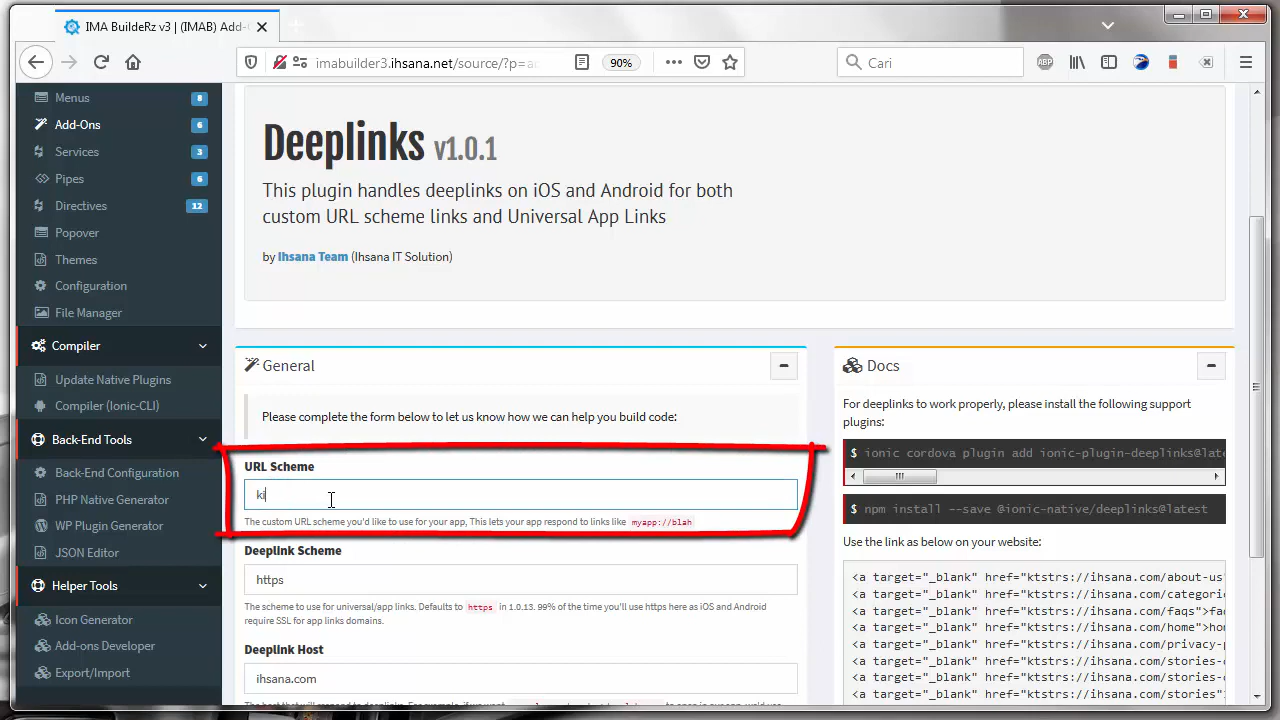 IMA BuildeRz v3 | (IMAB) Add-
imabuilder3.ihsana.net/source/?p=a
90%
Cari
ABP
Menus 8
Add-Ons 6
Services 3
Pipes 6
Directives 12
Popover
Themes
Configuration
File Manager
Compiler
Update Native Plugins
Compiler (Ionic-CLI)
Back-End Tools
Back-End Configuration
PHP Native Generator
WP Plugin Generator
JSON Editor
Helper Tools
Icon Generator
Add-ons Developer
Export/Import
Deeplinks v1.0.1
This plugin handles deeplinks on iOS and Android for both
custom URL scheme links and Universal App Links
by Ihsana Team (Ihsana IT Solution)
General
Please complete the form below to let us know how we can help you build code:
URL Scheme
ki
The custom URL scheme you'd like to use for your app, This lets your app respond to links like myapp://blah
Deeplink Scheme
https
The scheme to use for universal/app links. Defaults to https in 1.0.13. 99% of the time you'll use https here as iOS and Android
require SSL for app links domains.
Deeplink Host
ihsana.com
Docs
For deeplinks to work properly, please install the following support
plugins:
$ ionic cordova plugin add ionic-plugin-deeplinks@late
$ npm install --save @ionic-native/deeplinks@latest
Use the link as below on your website:
<a target="_blank" href="ktstrs://ihsana.com/about-us
<a target="_blank" href="ktstrs://ihsana.com/categori
<a target="_blank" href="ktstrs://ihsana.com/faqs">fa
<a target="_blank" href="ktstrs://ihsana.com/home">ho
<a target="_blank" href="ktstrs://ihsana.com/privacy-
<a target="_blank" href="ktstrs://ihsana.com/stories-
<a target="_blank" href="ktstrs://ihsana.com/stories-
<a target="_blank" href="ktstrs://ihsana.com/stories"